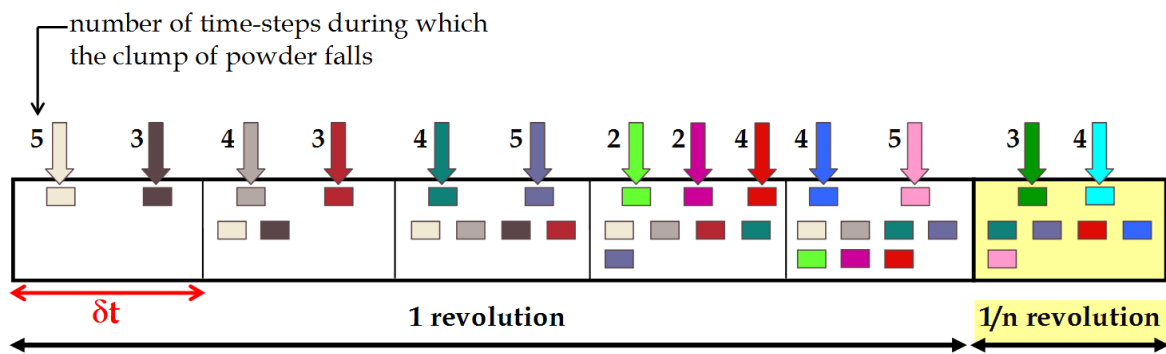 number of time-steps during which
the clump of powder falls
5 3 4 3 4 5 2 2 4 4 5 3 4
δt
1 revolution
1/n revolution